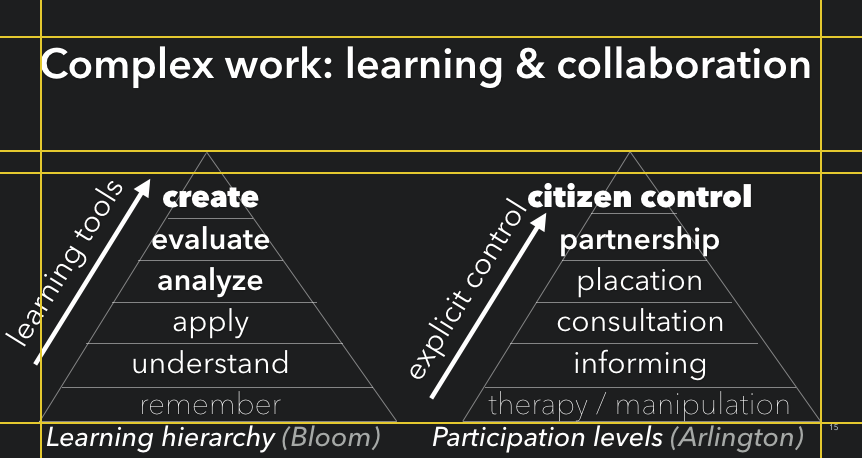 Complex work: learning & collaboration
learning tools
create
evaluate
analyze
apply
understand
remember
Learning hierarchy (Bloom)
explicit control
citizen control
partnership
placation
consultation
informing
therapy / manipulation
Participation levels (Arlington)
15